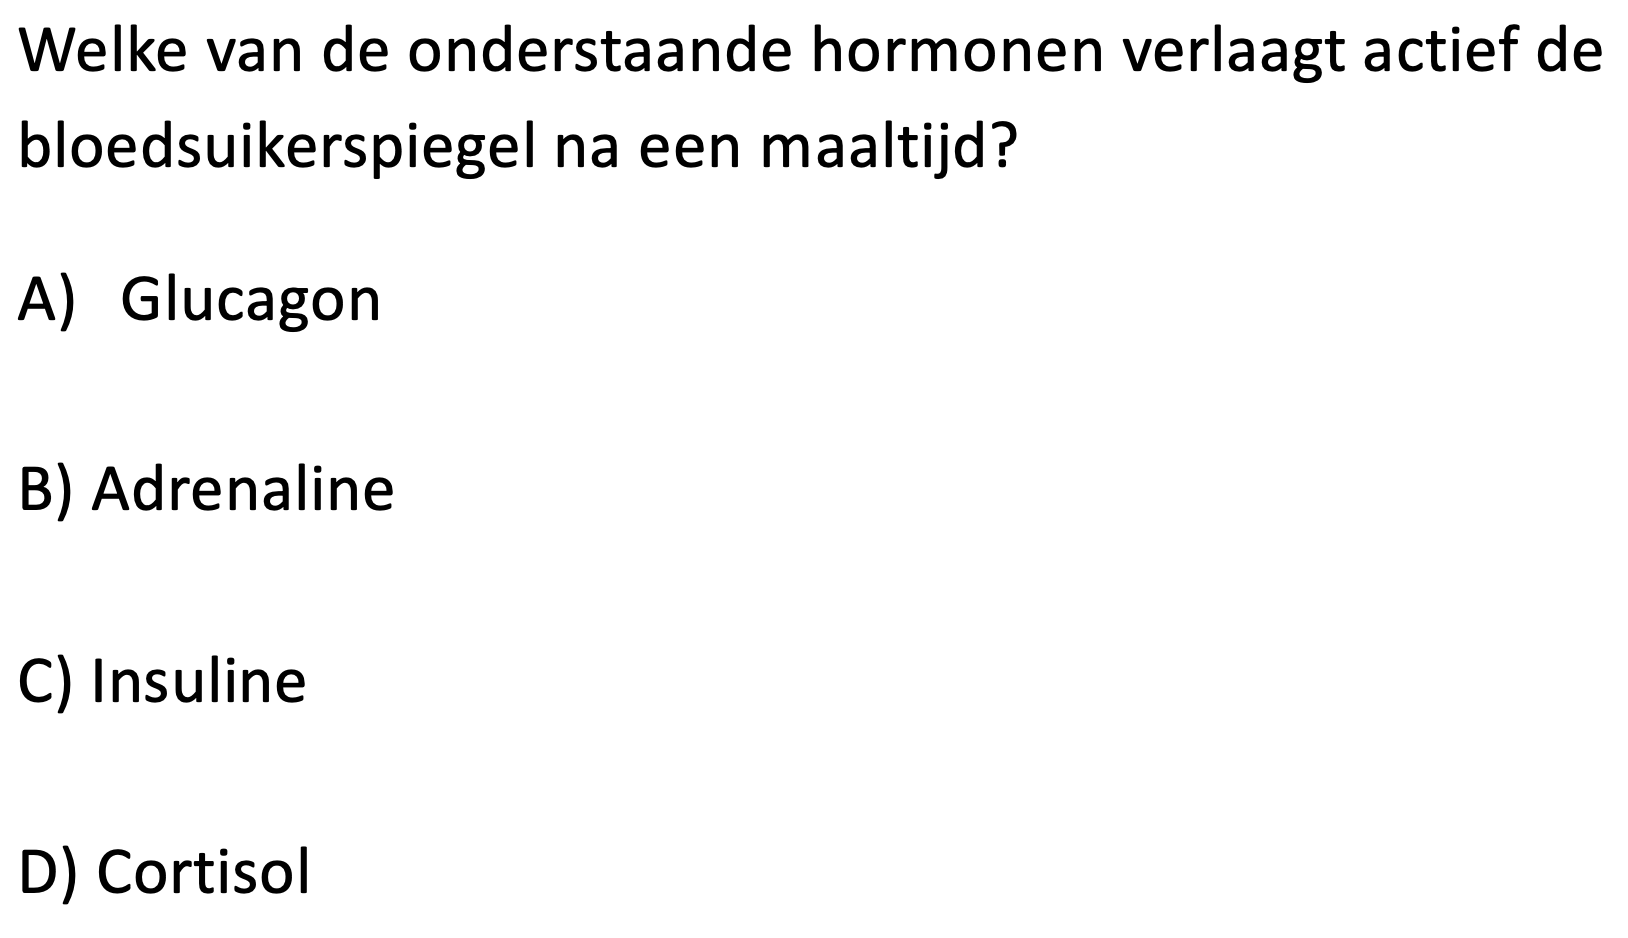 Welke van de onderstaande hormonen verlaagt actief de
bloedsuikerspiegel na een maaltijd?
A) Glucagon
B) Adrenaline
C) Insuline
D) Cortisol